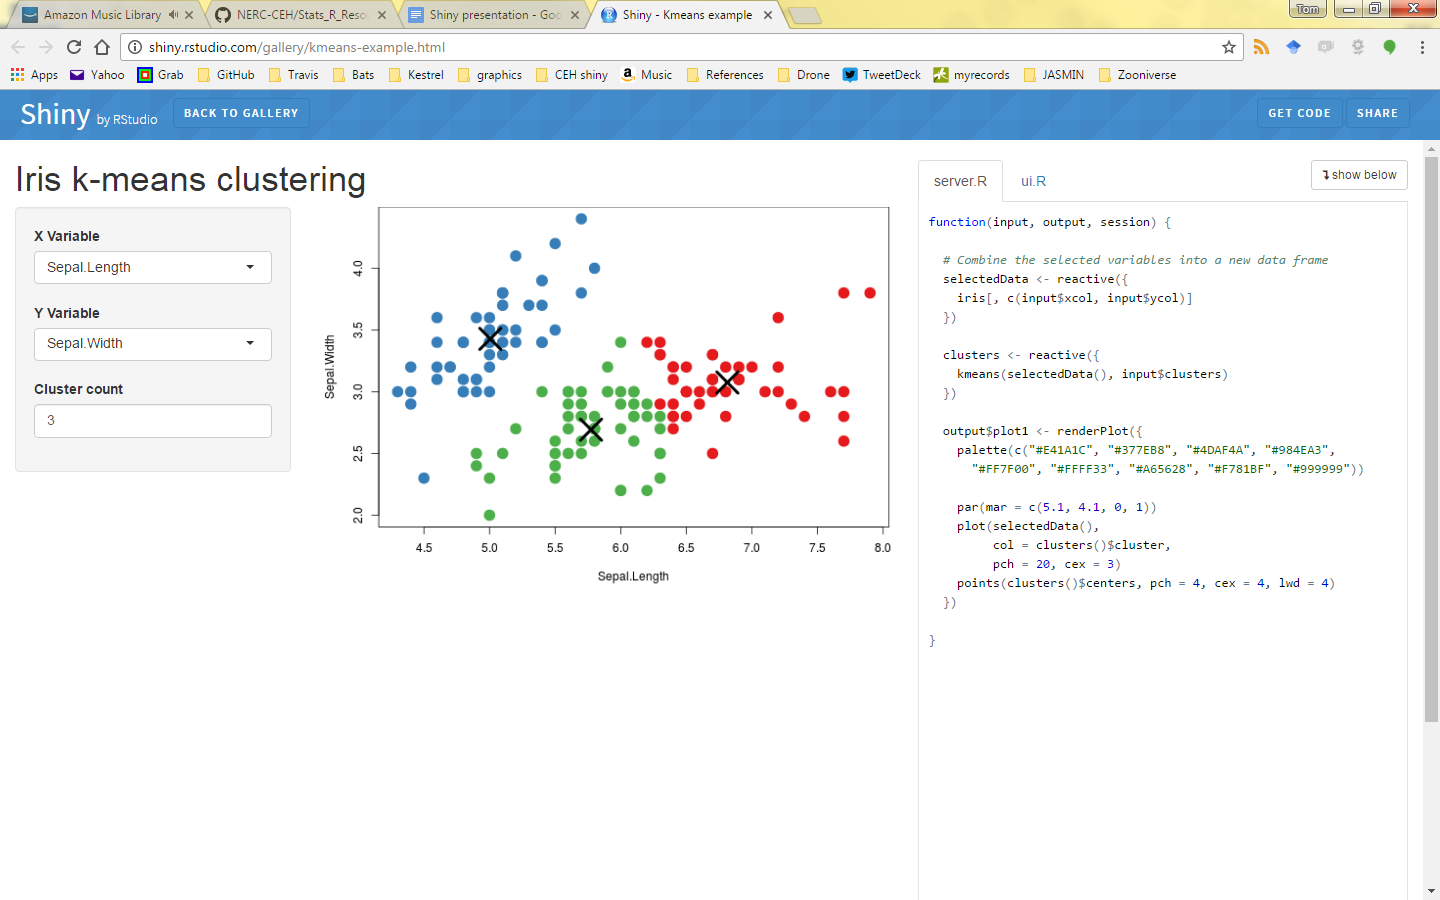 Amazon Music Library
NERC-CEH/Stats_R_Reso
Shiny presentation - Goo
Shiny - Kmeans example
Tom
shiny.rstudio.com/gallery/kmeans-example.html
Apps Yahoo Grab GitHub Travis Bats Kestrel graphics CEH shiny Music References Drone TweetDeck myrecords JASMIN Zooniverse
Shiny by RStudio BACK TO GALLERY GET CODE SHARE
Iris k-means clustering
X Variable
Sepal.Length
Y Variable
Sepal.Width
Cluster count
3
Sepal.Width
4.0
3.5
3.0
2.5
2.0
4.5 5.0 5.5 6.0 6.5 7.0 7.5 8.0
Sepal.Length
server.R ui.R show below
function(input, output, session) {
# Combine the selected variables into a new data frame
selectedData <- reactive({
iris[, c(input$xcol, input$ycol)]
})
clusters <- reactive({
kmeans(selectedData(), input$clusters)
})
output$plot1 <- renderPlot({
palette(c("#E41A1C", "#377EB8", "#4DAF4A", "#984EA3",
"#FF7F00", "#FFFF33", "#A65628", "#F781BF", "#999999"))
par(mar = c(5.1, 4.1, 0, 1))
plot(selectedData(),
col = clusters()$cluster,
pch = 20, cex = 3)
points(clusters()$centers, pch = 4, cex = 4, lwd = 4)
})
}